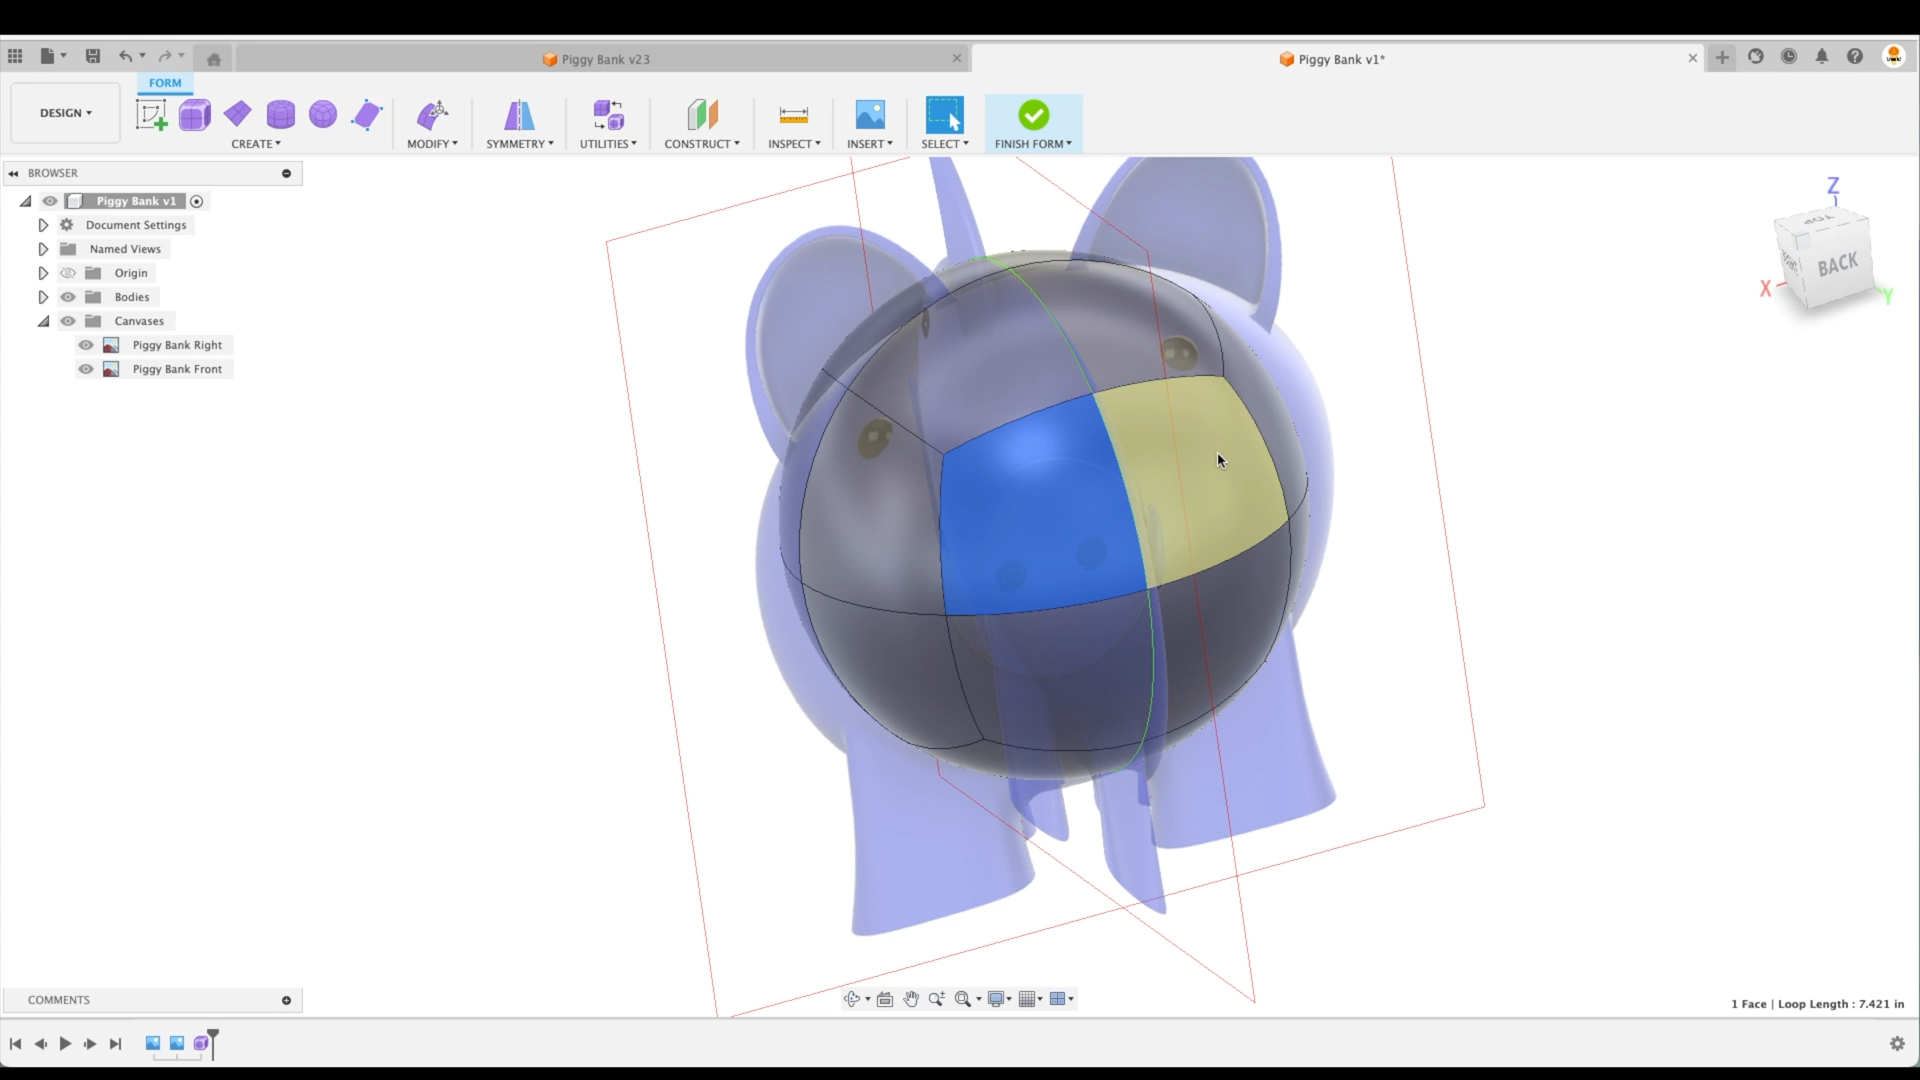 Piggy Bank v23
Piggy Bank v1*
FORM
DESIGN
CREATE
MODIFY
SYMMETRY
UTILITIES
CONSTRUCT
INSPECT
INSERT
SELECT
FINISH FORM
BROWSER
Piggy Bank v1
Document Settings
Named Views
Origin
Bodies
Canvases
Piggy Bank Right
Piggy Bank Front
Z
TOP
BACK
X
Y
COMMENTS
1 Face | Loop Length : 7.421 in